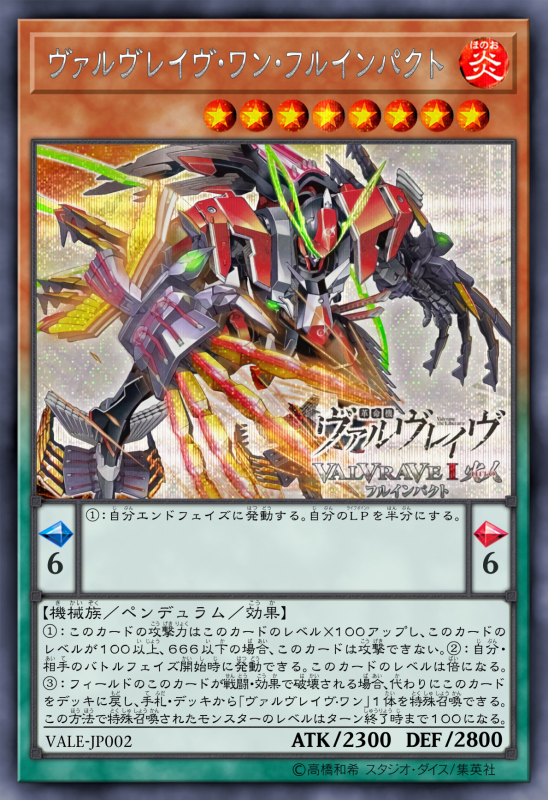 ヴァルヴレイヴ・ワン・フルインパクト
ほのお
炎
革命機
ヴァルヴレイヴ
VALVRAVE I 火人
フルインパクト
①:自分エンドフェイズに発動する。自分のLPを半分にする。
6
6
【機械族/ペンデュラム/効果】
①:このカードの攻撃力はこのカードのレベル×100アップし、このカードの
レベルが100以上、666以下の場合、このカードは攻撃できない。②:自分・
相手のバトルフェイズ開始時に発動できる。このカードのレベルは倍になる。
③:フィールドのこのカードが戦闘・効果で破壊される場合、代わりにこのカード
をデッキに戻し、手札・デッキから「ヴァルヴレイヴ・ワン」1体を特殊召喚できる。
この方法で特殊召喚されたモンスターのレベルはターン終了時まで100になる。
VALE-JP002 ATK/2300 DEF/2800
©高橋和希 スタジオ・ダイス/集英社